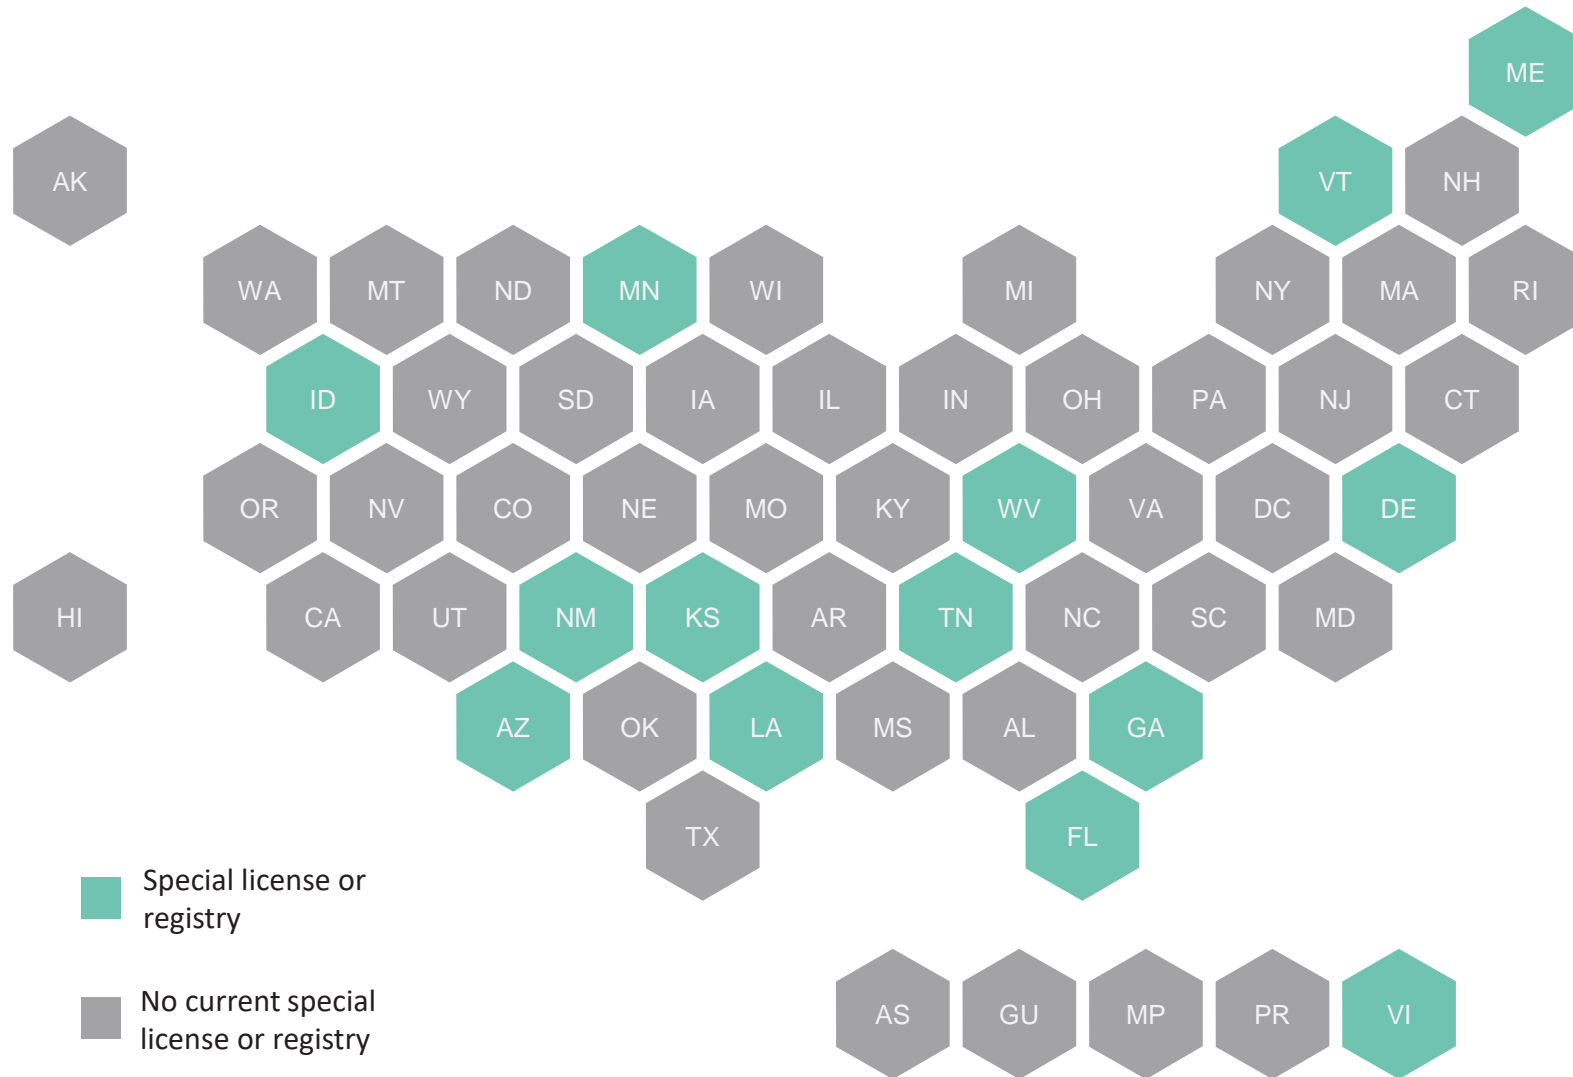 ME
AK
VT
NH
WA MT ND MN WI MI NY MA RI
ID WY SD IA IL IN OH PA NJ CT
OR NV CO NE MO KY WV VA DC DE
HI CA UT NM KS AR TN NC SC MD
AZ OK LA MS AL GA
TX FL
Special license or
registry
No current special
license or registry
AS GU MP PR VI